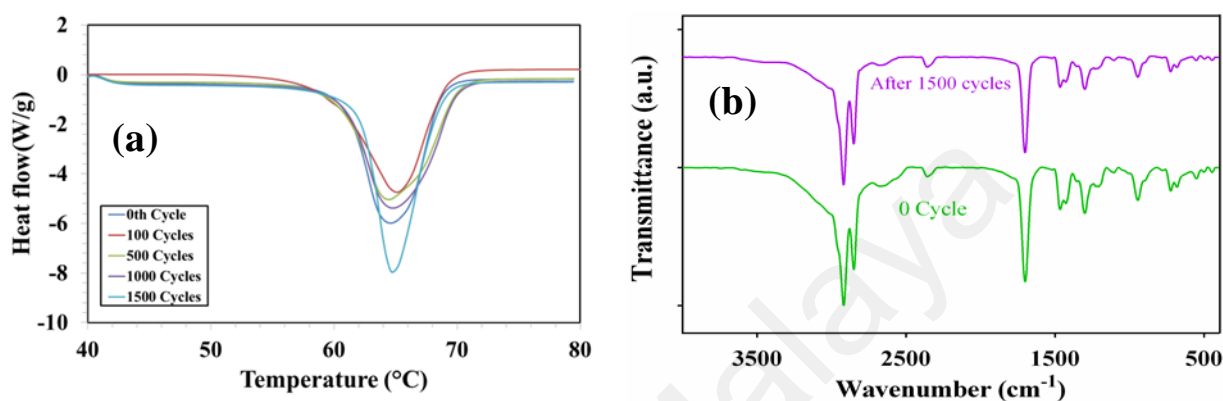 2
0
-2
-4
-6
-8
-10
Heat flow(W/g)
(a)
0th Cycle
100 Cycles
500 Cycles
1000 Cycles
1500 Cycles
40
50
60
70
80
Temperature (°C)
(b)
Transmittance (a.u.)
After 1500 cycles
0 Cycle
3500
2500
1500
500
Wavenumber (cm⁻¹)